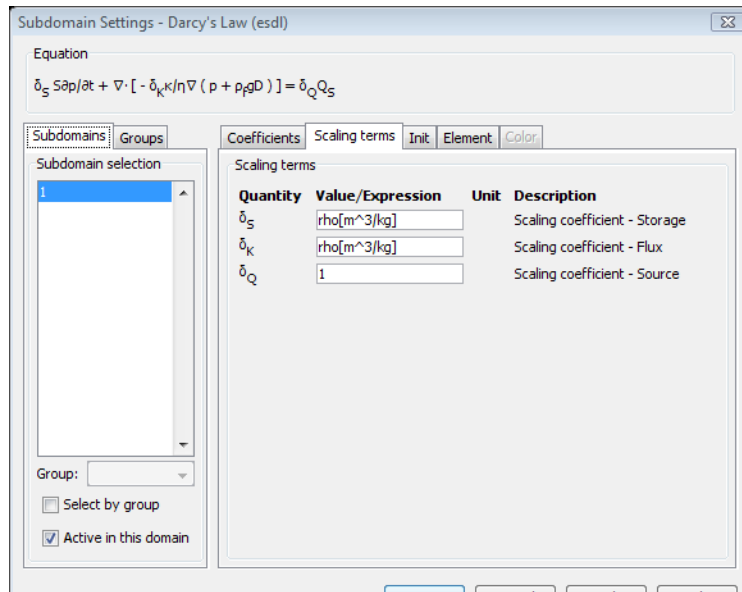 Subdomain Settings - Darcy's Law (esdl)
Equation
δS S∂p/∂t + ∇·[ - δKκ/η∇ ( p + ρfgD ) ] = δQQS
Subdomains Groups
Coefficients Scaling terms Init Element Color
Subdomain selection
Scaling terms
1
Quantity Value/Expression Unit Description
δS rho[m^3/kg] Scaling coefficient - Storage
δK rho[m^3/kg] Scaling coefficient - Flux
δQ 1 Scaling coefficient - Source
Group:
Select by group
Active in this domain